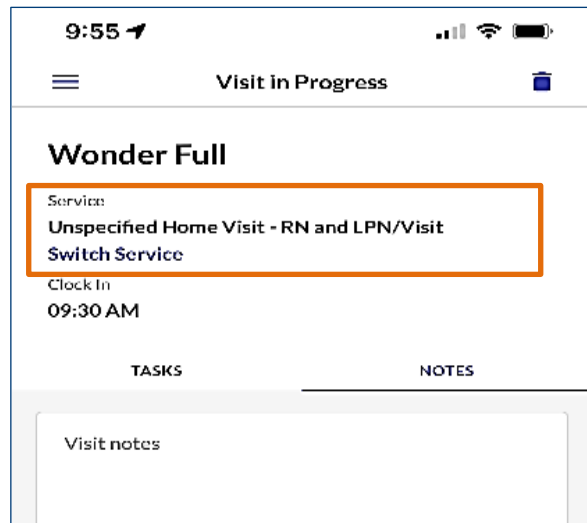 9:55
Visit in Progress
Wonder Full
Service
Unspecified Home Visit - RN and LPN/Visit
Switch Service
Clock In
09:30 AM
TASKS NOTES
Visit notes